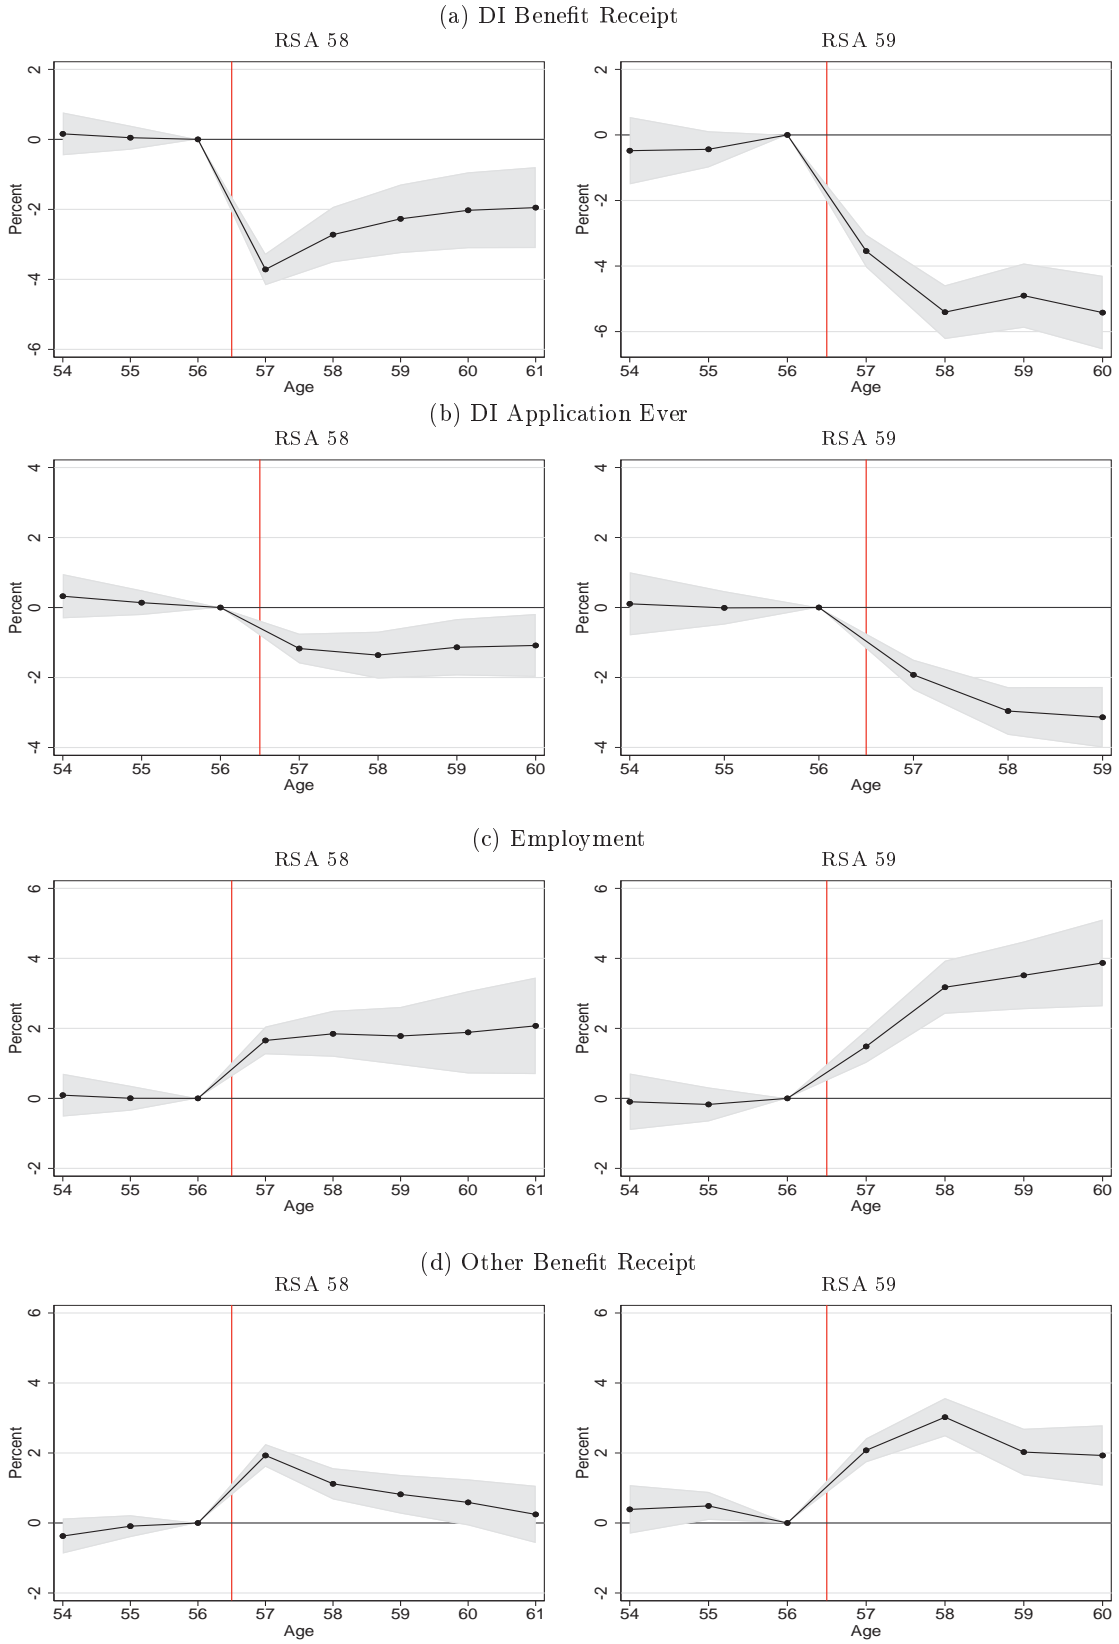 (a) DI Benefit Receipt
RSA 58
RSA 59
Percent
2
0
-2
-4
-6
54 55 56 57 58 59 60 61
Age
Percent
2
0
-2
-4
-6
54 55 56 57 58 59 60
Age
(b) DI Application Ever
RSA 58
RSA 59
Percent
4
2
0
-2
-4
54 55 56 57 58 59 60
Age
Percent
4
2
0
-2
-4
54 55 56 57 58 59
Age
(c) Employment
RSA 58
RSA 59
Percent
6
4
2
0
-2
54 55 56 57 58 59 60 61
Age
Percent
6
4
2
0
-2
54 55 56 57 58 59 60
Age
(d) Other Benefit Receipt
RSA 58
RSA 59
Percent
6
4
2
0
-2
54 55 56 57 58 59 60 61
Age
Percent
6
4
2
0
-2
54 55 56 57 58 59 60
Age